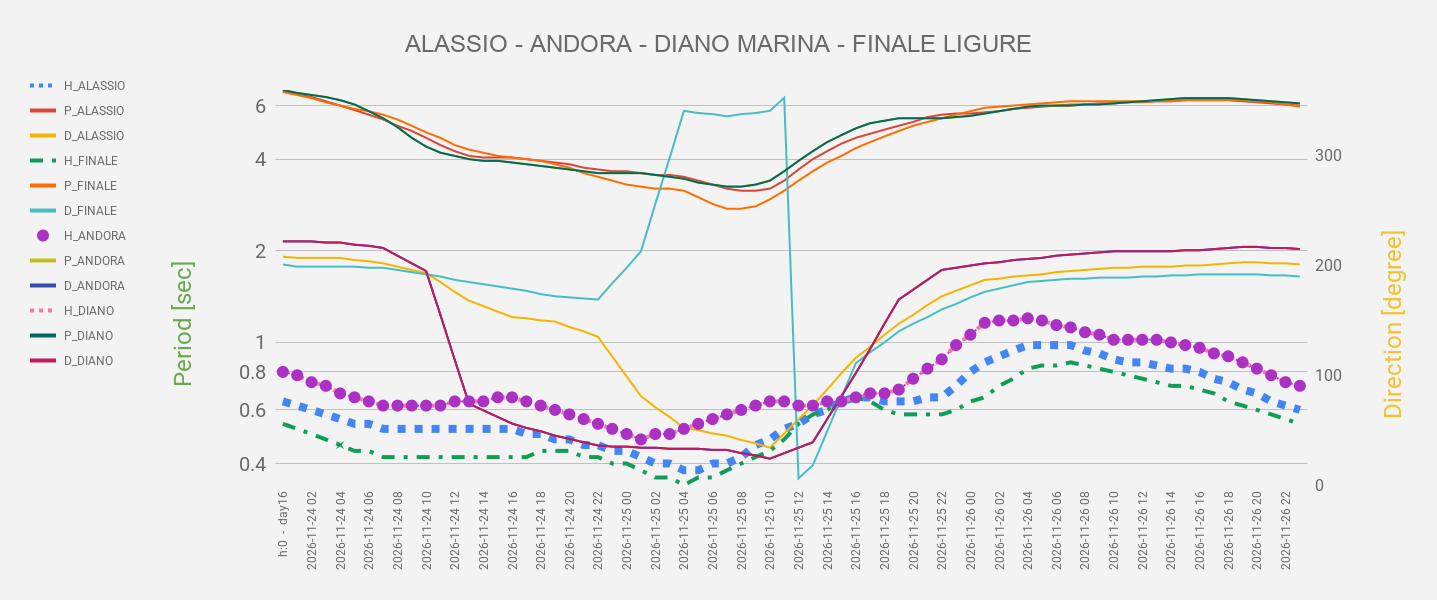 ALASSIO - ANDORA - DIANO MARINA - FINALE LIGURE
H_ALASSIO
P_ALASSIO
D_ALASSIO
H_FINALE
P_FINALE
D_FINALE
H_ANDORA
P_ANDORA
D_ANDORA
H_DIANO
P_DIANO
D_DIANO
Period [sec]
6
4
2
1
0.8
0.6
0.4
300
200
100
0
Direction [degree]
h:0 - day16
2026-11-24 02
2026-11-24 04
2026-11-24 06
2026-11-24 08
2026-11-24 10
2026-11-24 12
2026-11-24 14
2026-11-24 16
2026-11-24 18
2026-11-24 20
2026-11-24 22
2026-11-25 00
2026-11-25 02
2026-11-25 04
2026-11-25 06
2026-11-25 08
2026-11-25 10
2026-11-25 12
2026-11-25 14
2026-11-25 16
2026-11-25 18
2026-11-25 20
2026-11-25 22
2026-11-26 00
2026-11-26 02
2026-11-26 04
2026-11-26 06
2026-11-26 08
2026-11-26 10
2026-11-26 12
2026-11-26 14
2026-11-26 16
2026-11-26 18
2026-11-26 20
2026-11-26 22